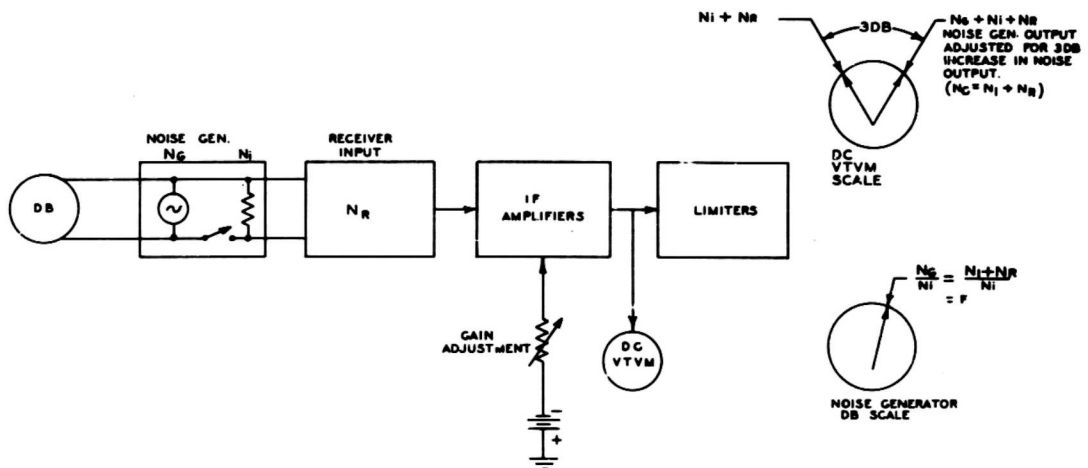 Ni + NR
3DB
NG + Ni + NR
NOISE GEN. OUTPUT
ADJUSTED FOR 3DB
INCREASE IN NOISE
OUTPUT.
(NG = NI + NR)
DC
VTVM
SCALE
NOISE GEN.
NG Ni
RECEIVER
INPUT
DB
NR
IF
AMPLIFIERS
LIMITERS
GAIN
ADJUSTMENT
DC
VTVM
-
+
NG/Ni = NI+NR/Ni
= F
NOISE GENERATOR
DB SCALE